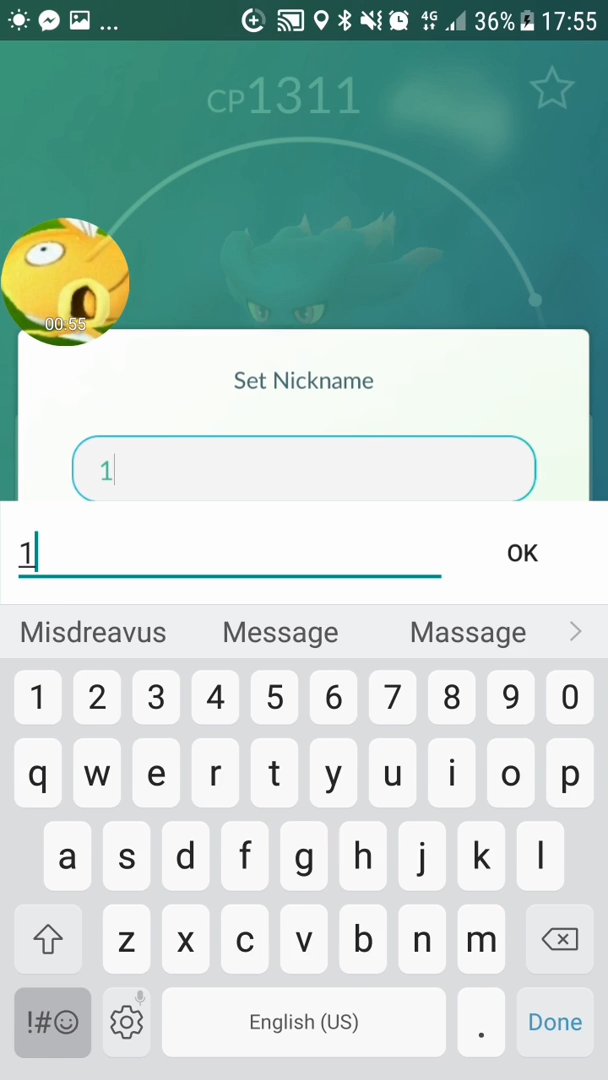 ... 4G 36% 17:55
CP1311
00:55
Set Nickname
1
1 OK
Misdreavus Message Massage
1 2 3 4 5 6 7 8 9 0
q w e r t y u i o p
a s d f g h j k l
z x c v b n m
!#☺ English (US) . Done